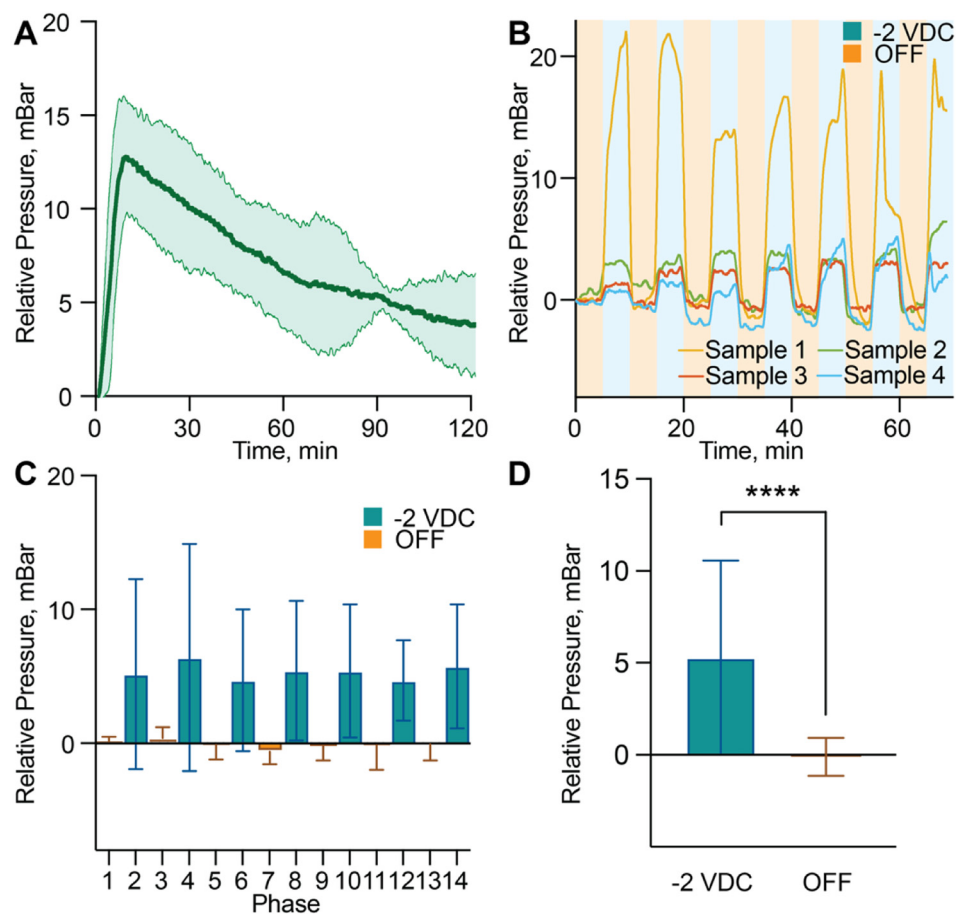 A
Relative Pressure, mBar
20
15
10
5
0
0 30 60 90 120
Time, min
B
Relative Pressure, mBar
20
10
0
-2 VDC
OFF
Sample 1 Sample 2
Sample 3 Sample 4
0 20 40 60
Time, min
C
Relative Pressure, mBar
20
10
0
-2 VDC
OFF
1 2 3 4 5 6 7 8 9 10 11 12 13 14
Phase
D
Relative Pressure, mBar
15
10
5
0
****
-2 VDC OFF